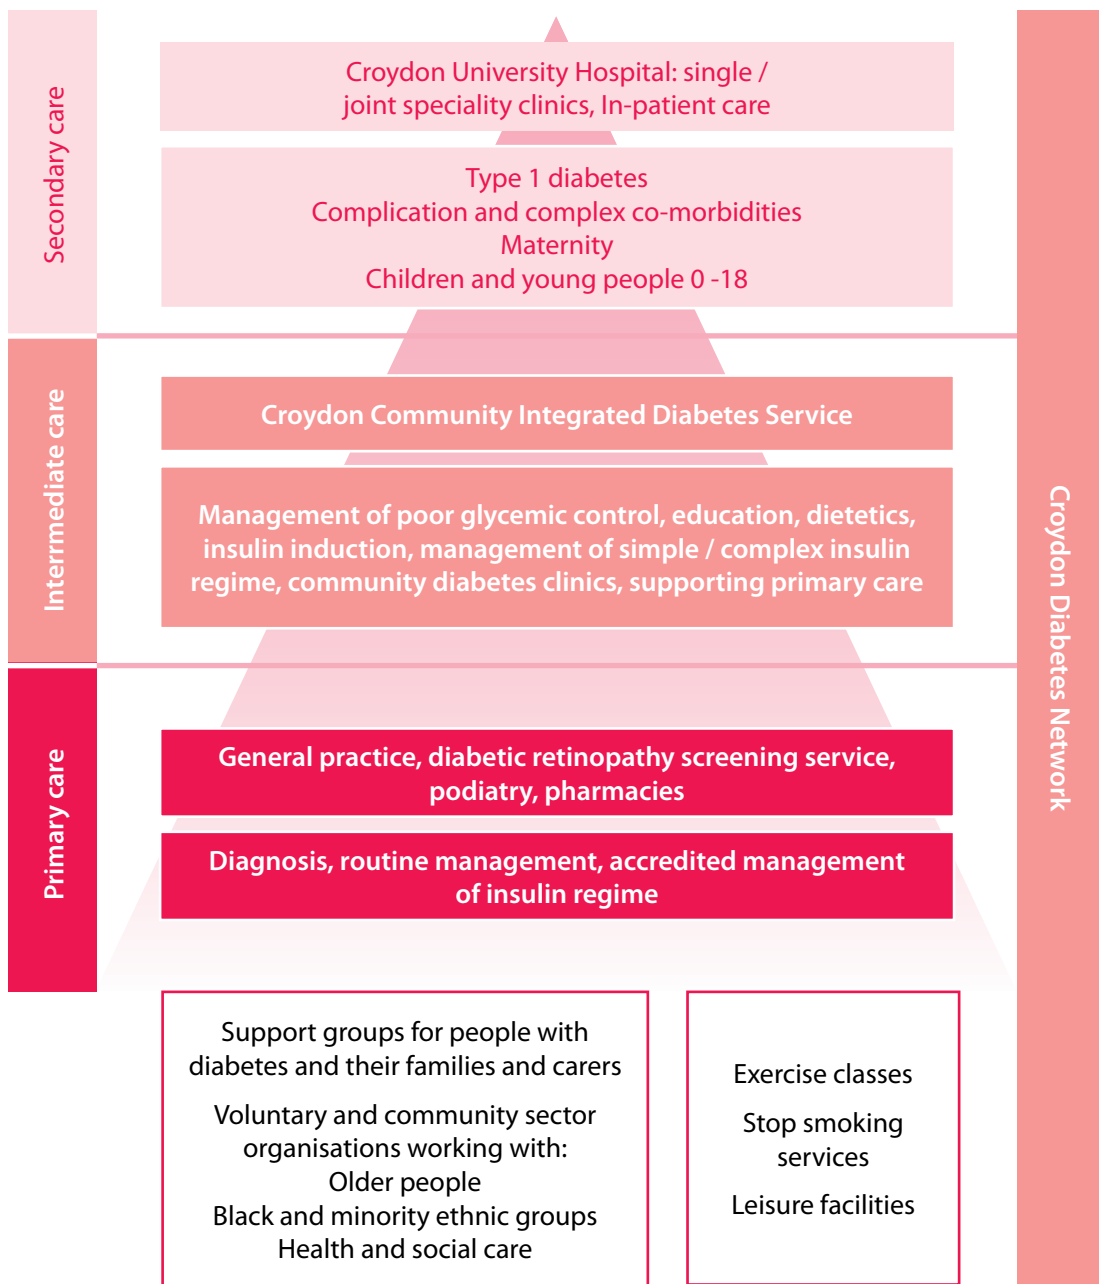 Secondary care
Croydon University Hospital: single /
joint speciality clinics, In-patient care
Type 1 diabetes
Complication and complex co-morbidities
Maternity
Children and young people 0 -18
Interrmediate care
Croydon Community Integrated Diabetes Service
Management of poor glycemic control, education, dietetics,
insulin induction, management of simple / complex insulin
regime, community diabetes clinics, supporting primary care
Primary care
General practice, diabetic retinopathy screening service,
podiatry, pharmacies
Diagnosis, routine management, accredited management
of insulin regime
Support groups for people with
diabetes and their families and carers
Voluntary and community sector
organisations working with:
Older people
Black and minority ethnic groups
Health and social care
Exercise classes
Stop smoking
services
Leisure facilities
Croydon Diabetes Network